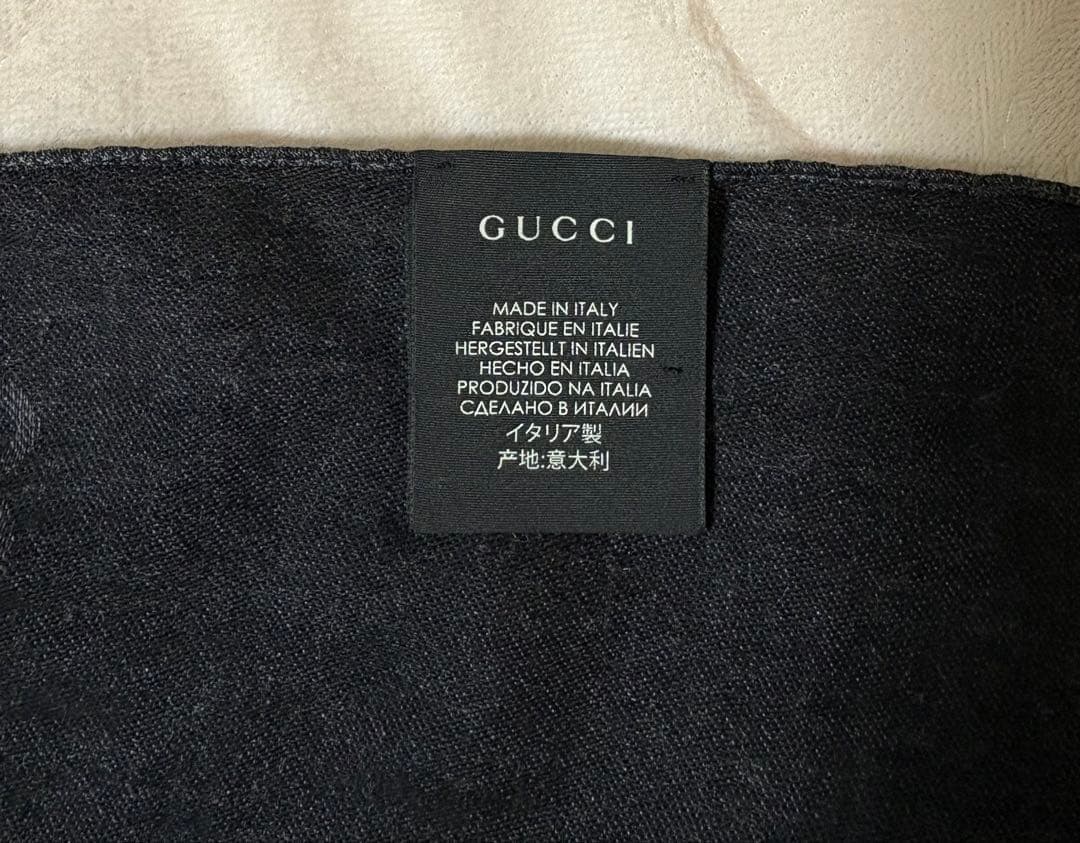 GUCCI
MADE IN ITALY
FABRIQUE EN ITALIE
HERGESTELLT IN ITALIEN
HECHO EN ITALIA
PRODUZIDO NA ITALIA
СДЕЛАНО В ИТАЛИИ
イタリア製
产地:意大利